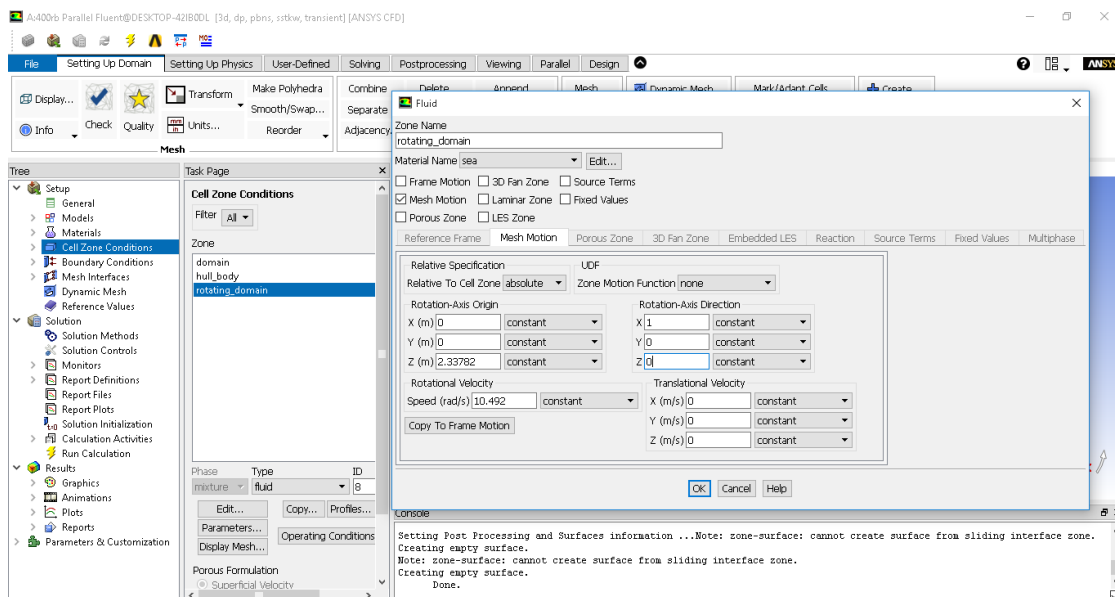 A:400rb Parallel Fluent@DESKTOP-42IB0DL [3d, dp, pbns, sstkw, transient] [ANSYS CFD]
File Setting Up Domain Setting Up Physics User-Defined Solving Postprocessing Viewing Parallel Design ANSYS
Display... Check Quality Transform Make Polyhedra Combine Delete Append Mesh Dynamic Mesh Mark/Adapt Cells Create
Smooth/Swap... Separate
Info Units... Reorder Adjacency.
Mesh
Fluid
Zone Name
rotating_domain
Material Name sea Edit...
Frame Motion 3D Fan Zone Source Terms
Mesh Motion Laminar Zone Fixed Values
Porous Zone LES Zone
Reference Frame Mesh Motion Porous Zone 3D Fan Zone Embedded LES Reaction Source Terms Fixed Values Multiphase
Relative Specification UDF
Relative To Cell Zone absolute Zone Motion Function none
Rotation-Axis Origin Rotation-Axis Direction
X (m) 0 constant X 1 constant
Y (m) 0 constant Y 0 constant
Z (m) 2.33782 constant Z 0 constant
Rotational Velocity Translational Velocity
Speed (rad/s) 10.492 constant X (m/s) 0 constant
Copy To Frame Motion Y (m/s) 0 constant
Z (m/s) 0 constant
OK Cancel Help
Tree
Setup
General
Models
Materials
Cell Zone Conditions
Boundary Conditions
Mesh Interfaces
Dynamic Mesh
Reference Values
Solution
Solution Methods
Solution Controls
Monitors
Report Definitions
Report Files
Report Plots
Solution Initialization
Calculation Activities
Run Calculation
Results
Graphics
Animations
Plots
Reports
Parameters & Customization
Task Page
Cell Zone Conditions
Filter All
Zone
domain
hull_body
rotating_domain
Phase Type ID
mixture fluid 8
Edit... Copy... Profiles...
Parameters... Operating Conditions
Display Mesh...
Porous Formulation
Superficial Velocity
Console
Setting Post Processing and Surfaces information ...Note: zone-surface: cannot create surface from sliding interface zone.
Creating empty surface.
Note: zone-surface: cannot create surface from sliding interface zone.
Creating empty surface.
Done.